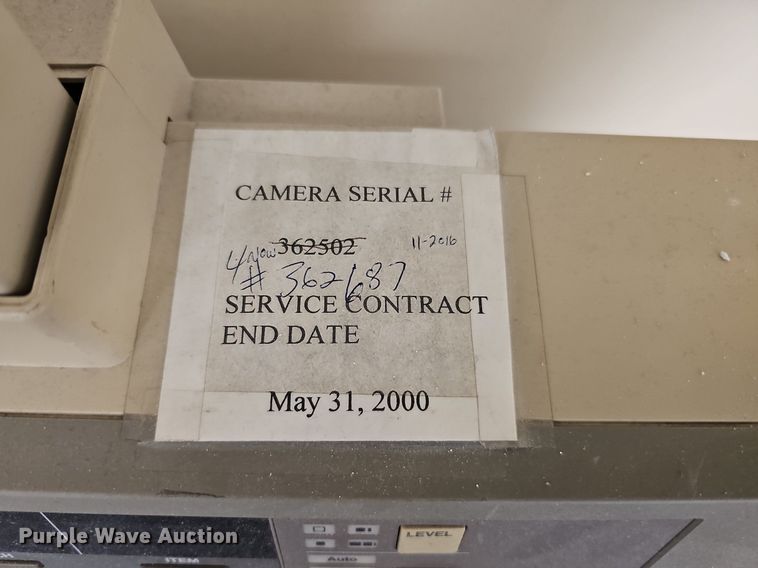 CAMERA SERIAL #
now 362502 11-2016
# 362687
SERVICE CONTRACT
END DATE
May 31, 2000
LEVEL
Auto
ITEM
Purple Wave Auction